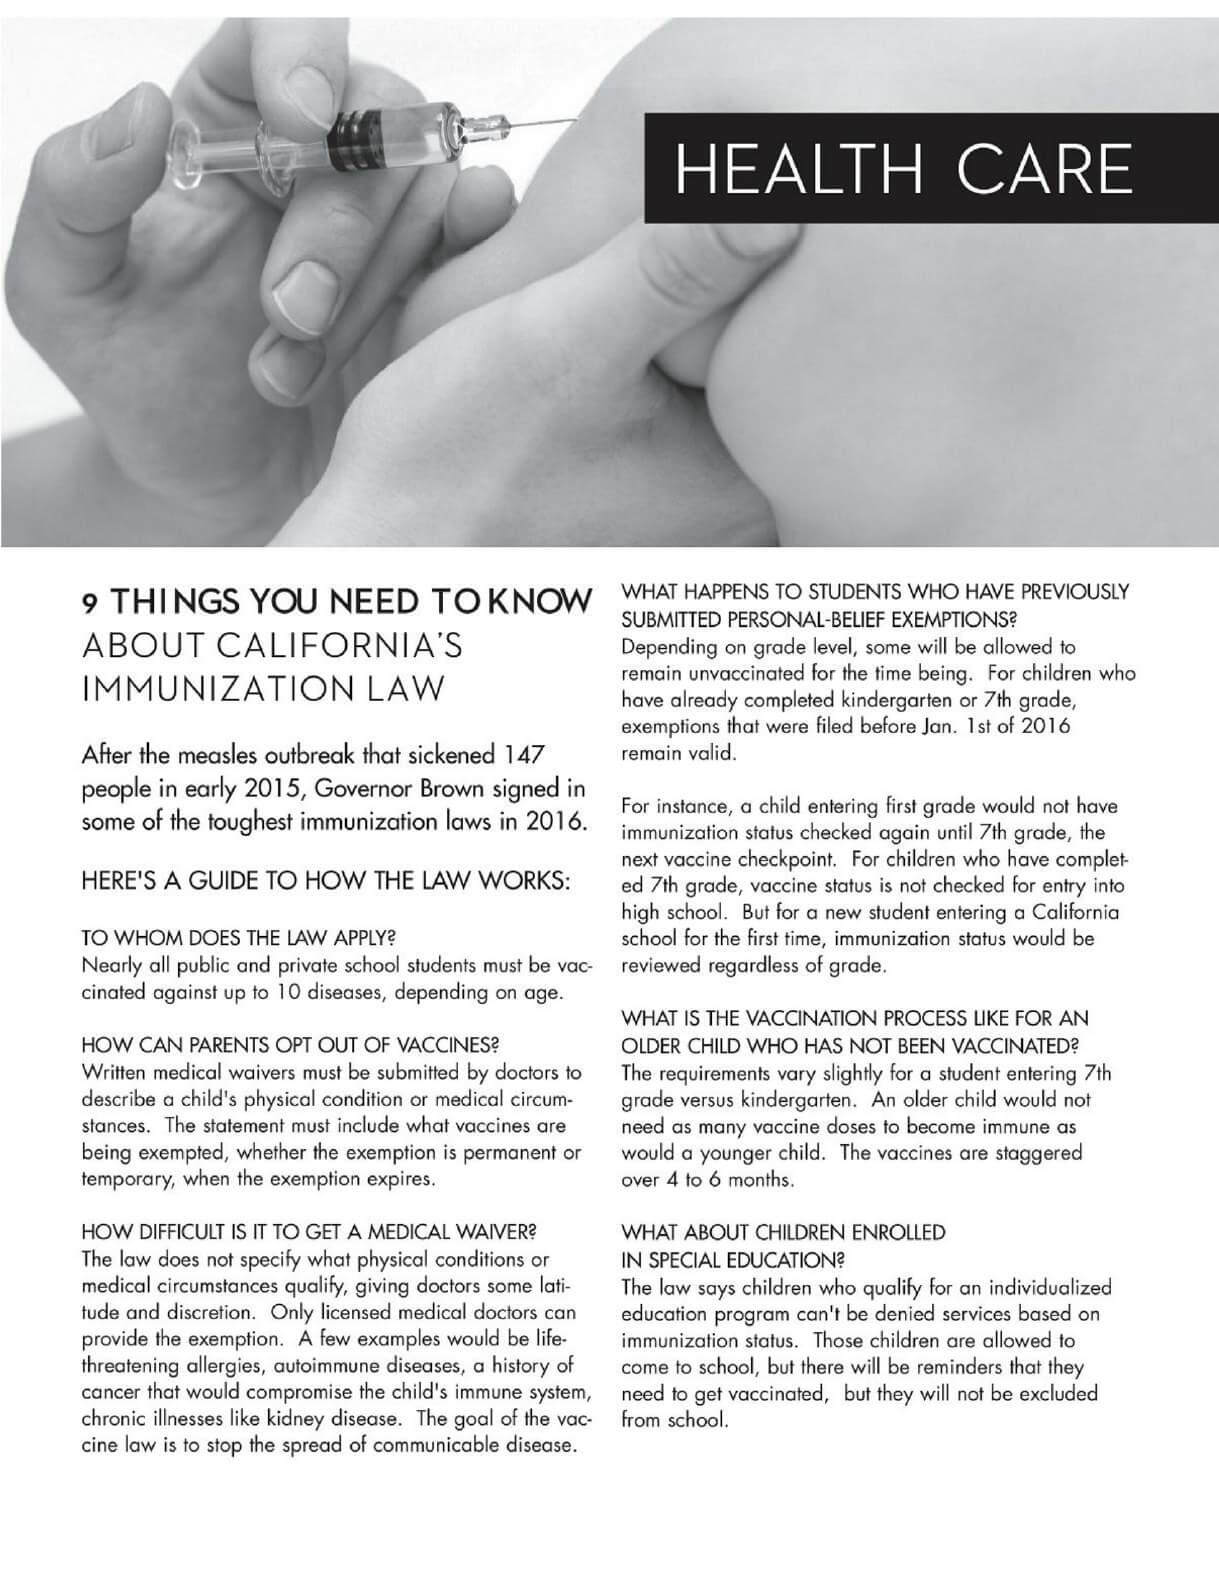 HEALTH CARE
9 THINGS YOU NEED TO KNOW
ABOUT CALIFORNIA'S
IMMUNIZATION LAW
After the measles outbreak that sickened 147
people in early 2015, Governor Brown signed in
some of the toughest immunization laws in 2016.
HERE'S A GUIDE TO HOW THE LAW WORKS:
TO WHOM DOES THE LAW APPLY?
Nearly all public and private school students must be vac-
cinated against up to 10 diseases, depending on age.
HOW CAN PARENTS OPT OUT OF VACCINES?
Written medical waivers must be submitted by doctors to
describe a child's physical condition or medical circum-
stances. The statement must include what vaccines are
being exempted, whether the exemption is permanent or
temporary, when the exemption expires.
HOW DIFFICULT IS IT TO GET A MEDICAL WAIVER?
The law does not specify what physical conditions or
medical circumstances qualify, giving doctors some lati-
tude and discretion. Only licensed medical doctors can
provide the exemption. A few examples would be life-
threatening allergies, autoimmune diseases, a history of
cancer that would compromise the child's immune system,
chronic illnesses like kidney disease. The goal of the vac-
cine law is to stop the spread of communicable disease.
WHAT HAPPENS TO STUDENTS WHO HAVE PREVIOUSLY
SUBMITTED PERSONAL-BELIEF EXEMPTIONS?
Depending on grade level, some will be allowed to
remain unvaccinated for the time being. For children who
have already completed kindergarten or 7th grade,
exemptions that were filed before Jan. 1st of 2016
remain valid.
For instance, a child entering first grade would not have
immunization status checked again until 7th grade, the
next vaccine checkpoint. For children who have complet-
ed 7th grade, vaccine status is not checked for entry into
high school. But for a new student entering a California
school for the first time, immunization status would be
reviewed regardless of grade.
WHAT IS THE VACCINATION PROCESS LIKE FOR AN
OLDER CHILD WHO HAS NOT BEEN VACCINATED?
The requirements vary slightly for a student entering 7th
grade versus kindergarten. An older child would not
need as many vaccine doses to become immune as
would a younger child. The vaccines are staggered
over 4 to 6 months.
WHAT ABOUT CHILDREN ENROLLED
IN SPECIAL EDUCATION?
The law says children who qualify for an individualized
education program can't be denied services based on
immunization status. Those children are allowed to
come to school, but there will be reminders that they
need to get vaccinated, but they will not be excluded
from school.